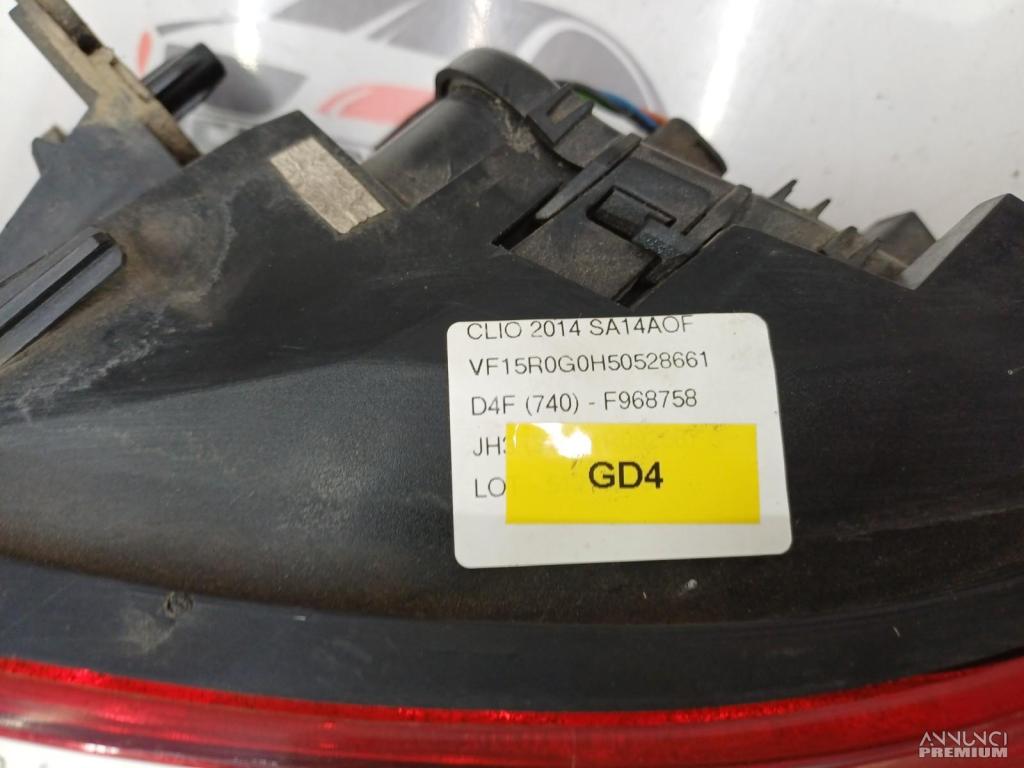 CLIO 2014 SA14AOF
VF15R0G0H50528661
D4F (740) - F968758
GD4
ANNUNCI
PREMIUM